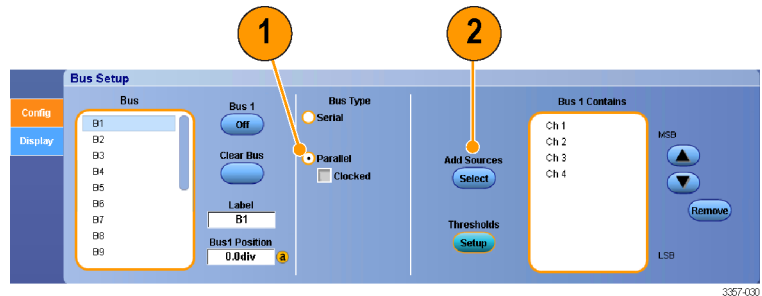 1
2
Bus Setup
Config
Display
Bus
B1
B2
B3
B4
B5
B6
B7
B8
B9
Bus 1
Off
Clear Bus
Label
B1
Bus1 Position
0.0div
a
Bus Type
Serial
Parallel
Clocked
Add Sources
Select
Thresholds
Setup
Bus 1 Contains
Ch 1
Ch 2
Ch 3
Ch 4
MSB
Remove
LSB
3357-030